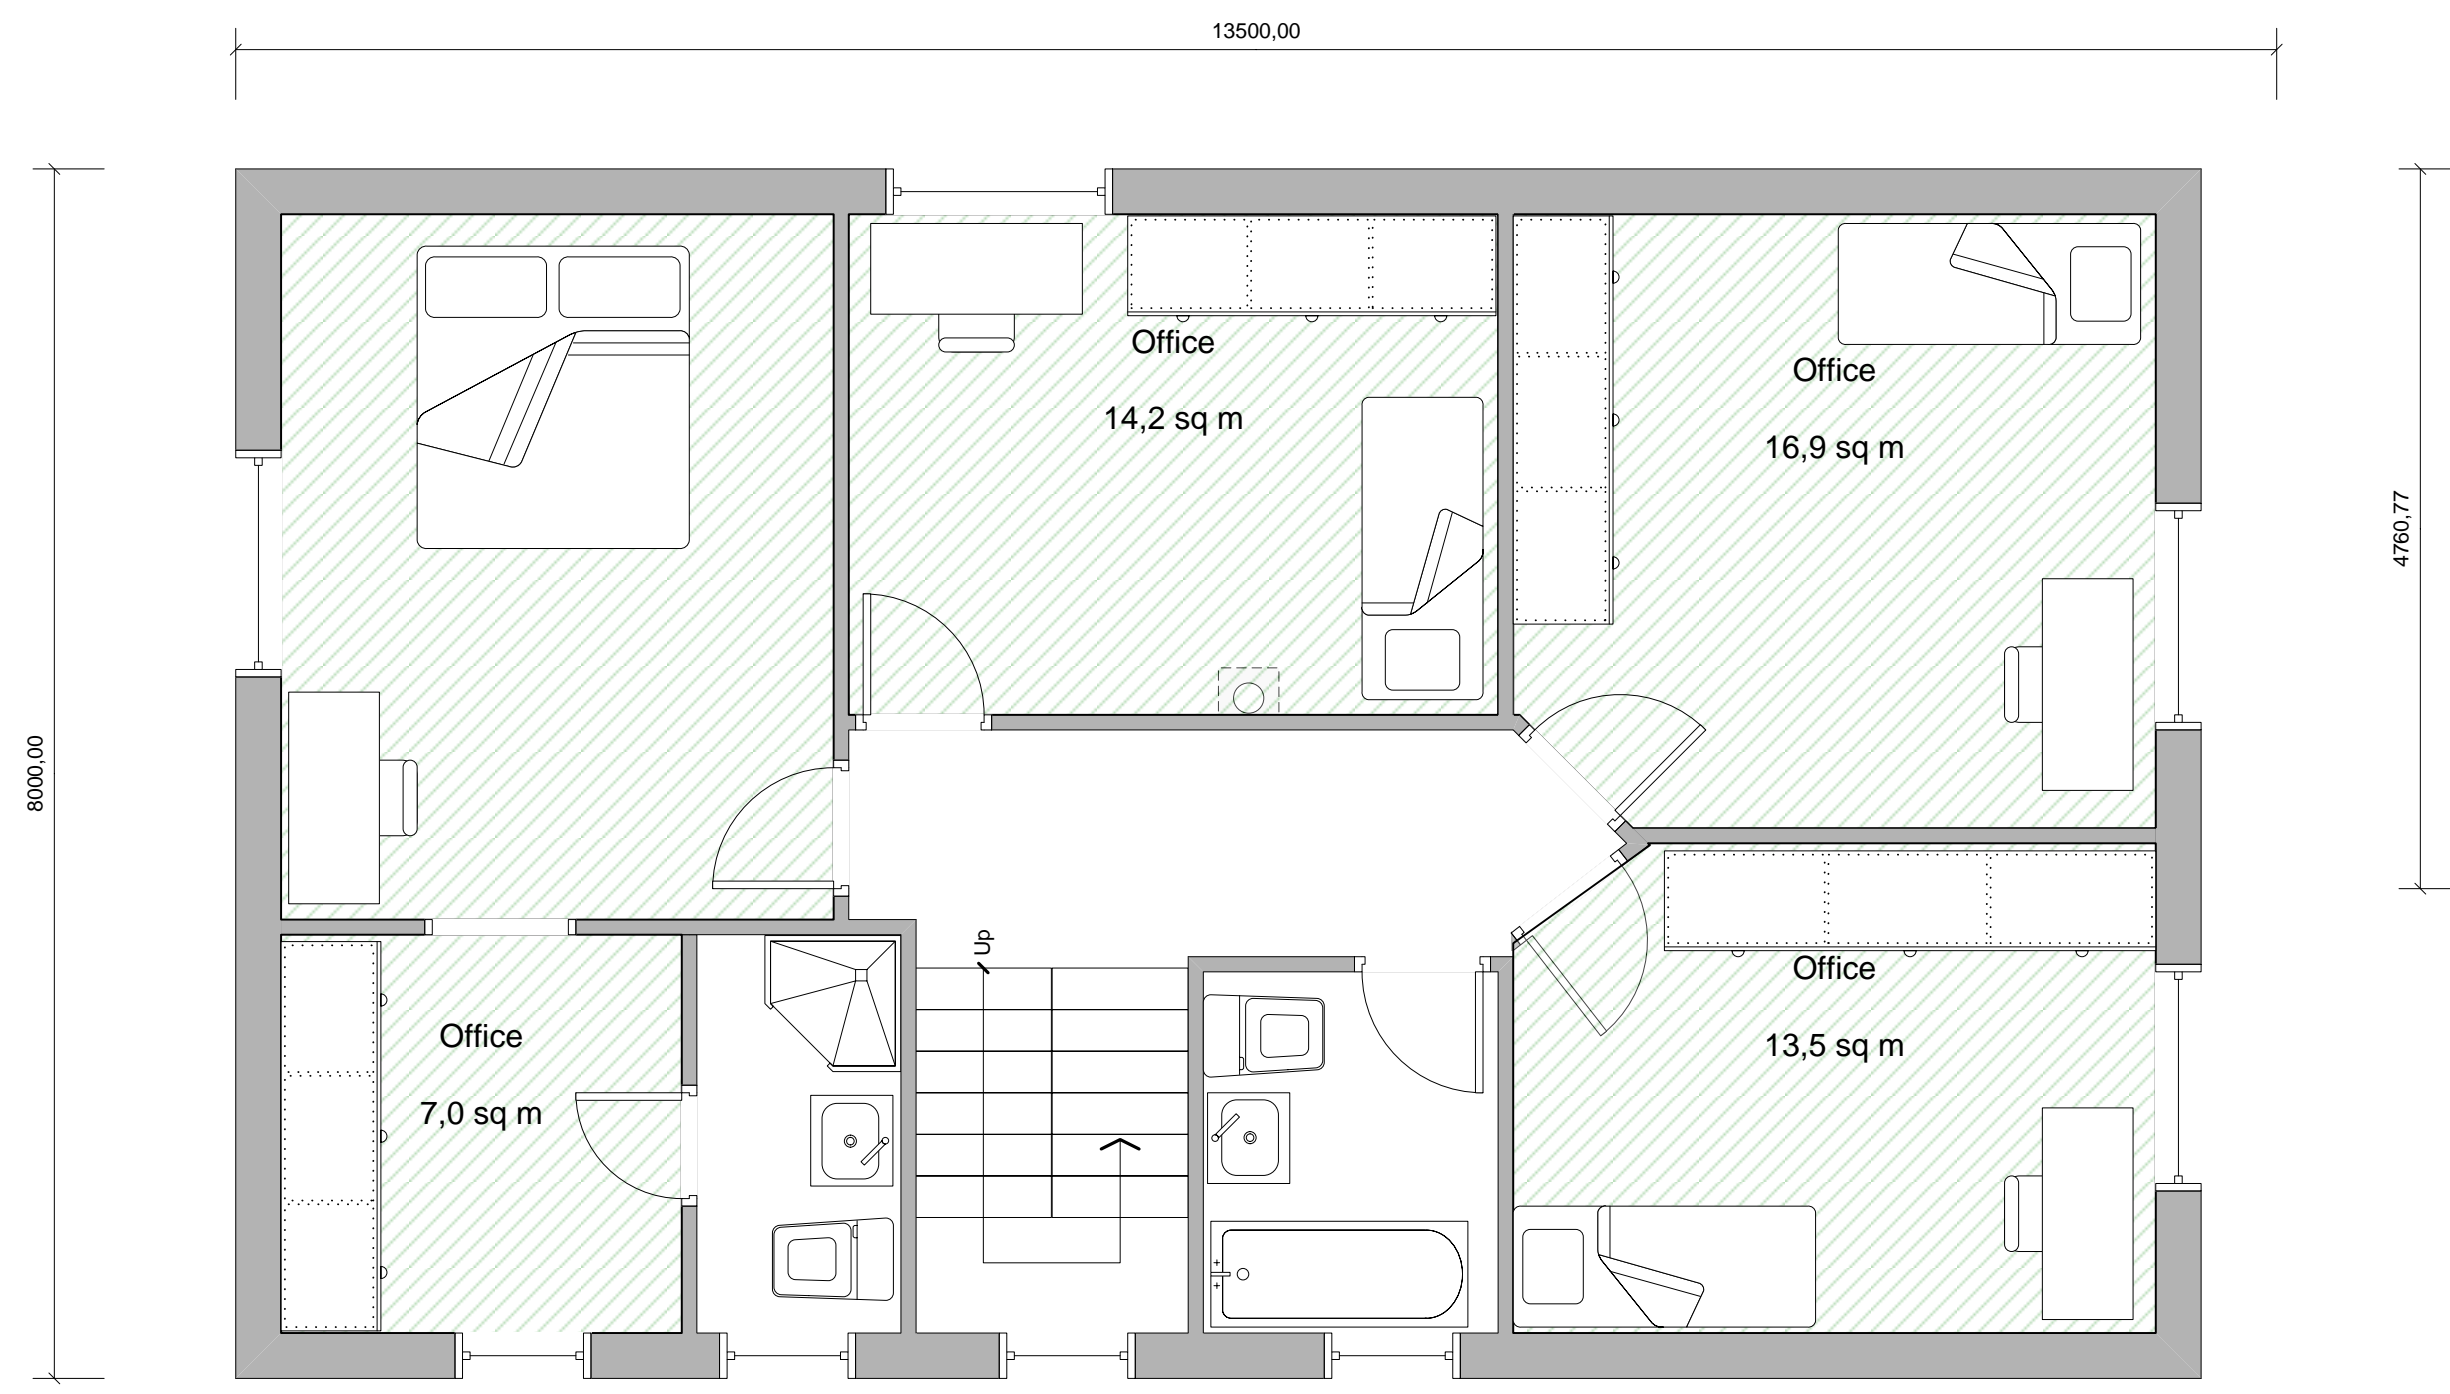 13500,00
8000,00
4760,77
Office
14,2 sq m
Office
16,9 sq m
Up
Office
7,0 sq m
Office
13,5 sq m